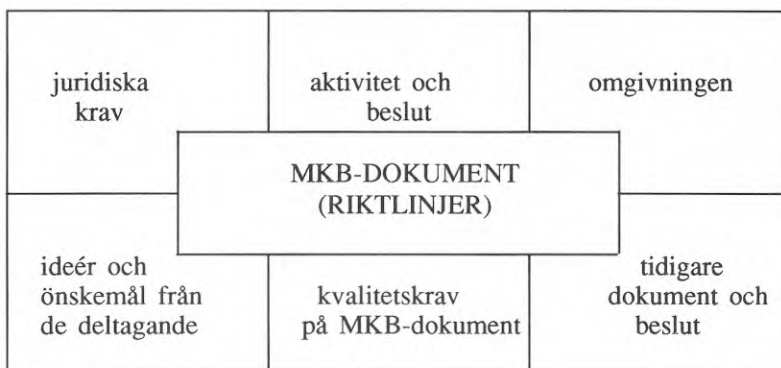 juridiska
krav
aktivitet och
beslut
omgivningen
MKB-DOKUMENT
(RIKTLINJER)
ideér och
önskemål från
de deltagande
kvalitetskrav
på MKB-dokument
tidigare
dokument och
beslut